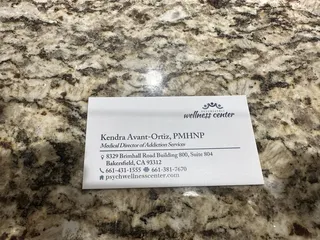 wellness center
Kendra Avant-Ortiz, PMHNP
Medical Director of Addiction Services
8329 Brimhall Road Building 800, Suite 804
Bakersfield, CA 93312
661-431-1555 661-381-7670
psychwellnesscenter.com